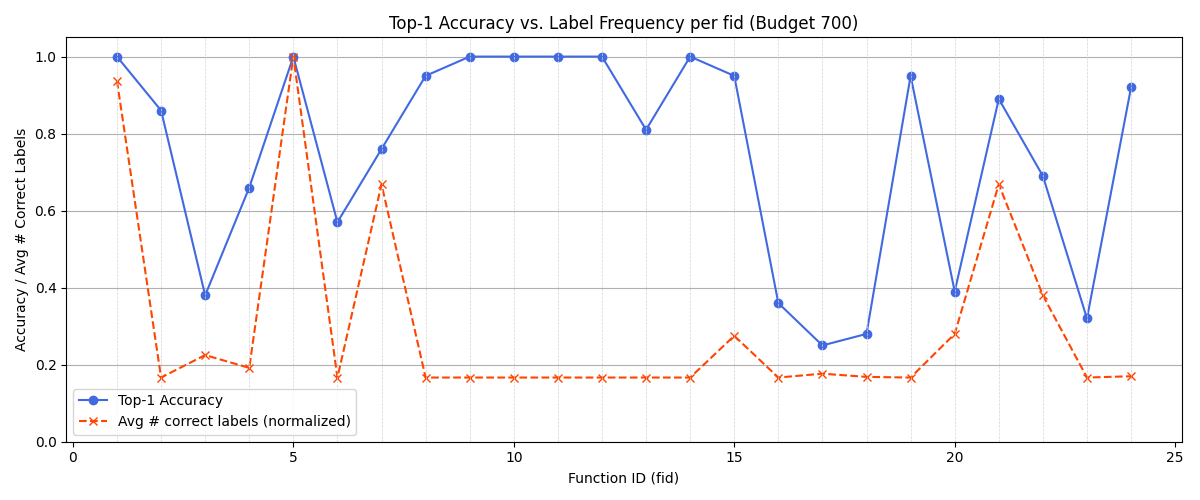 Top-1 Accuracy vs. Label Frequency per fid (Budget 700)
Accuracy / Avg # Correct Labels
1.0
0.8
0.6
0.4
0.2
0.0
Top-1 Accuracy
Avg # correct labels (normalized)
0 5 10 15 20 25
Function ID (fid)